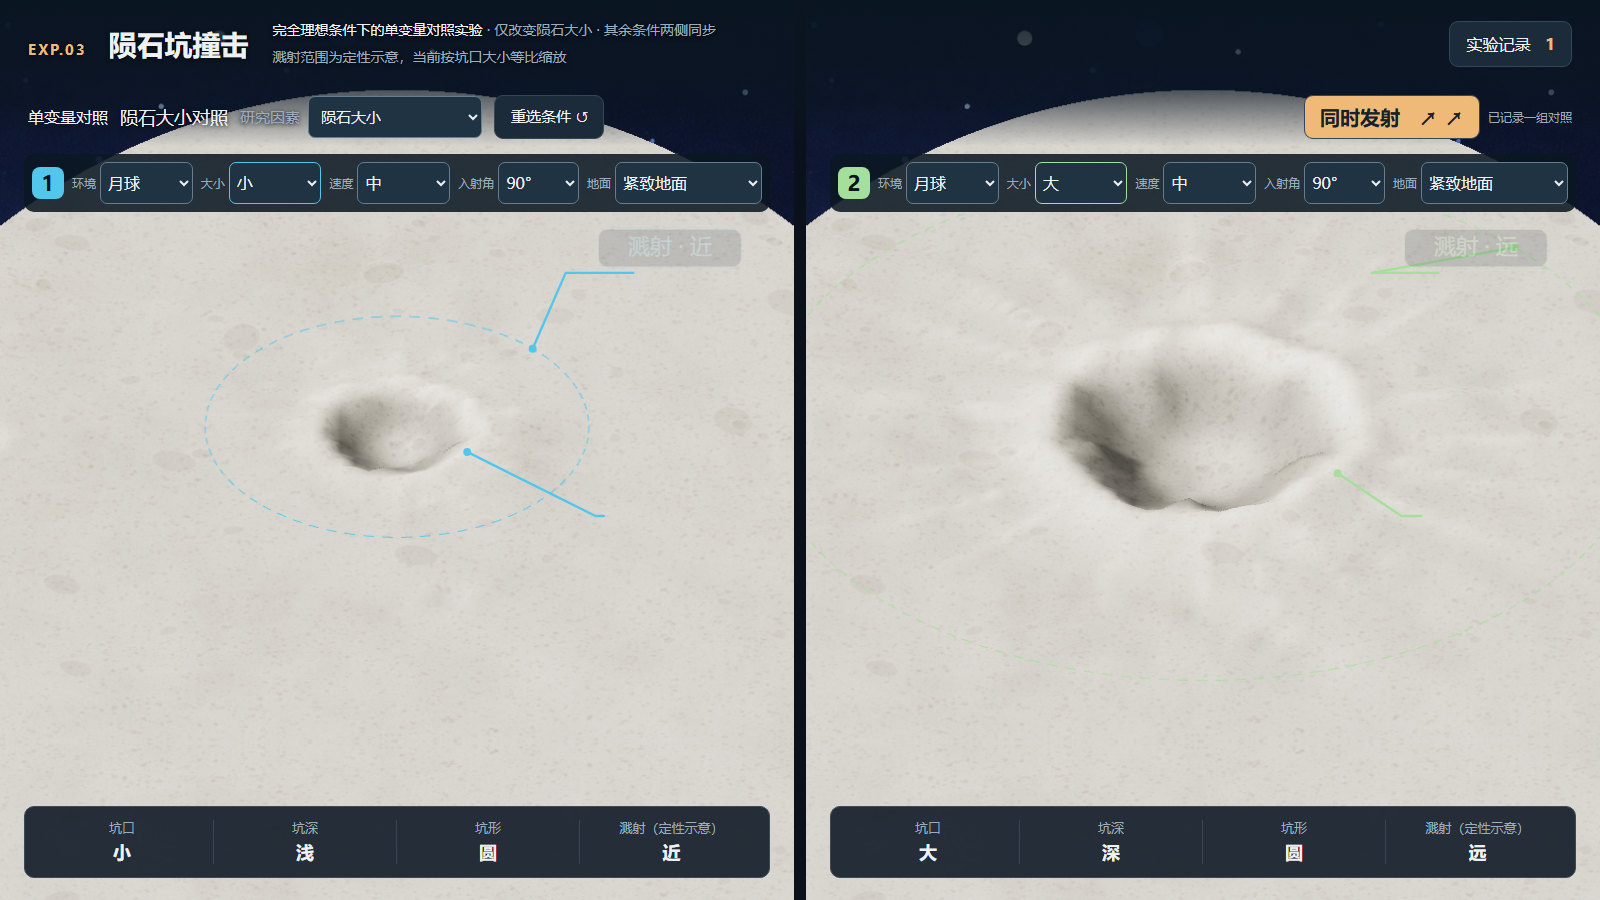 EXP.03 陨石坑撞击
完全理想条件下的单变量对照实验 · 仅改变陨石大小 · 其余条件两侧同步
溅射范围为定性示意，当前按坑口大小等比缩放
实验记录 1
单变量对照 陨石大小对照 研究因素 陨石大小 重选条件 ↺
同时发射 ↗ ↗ 已记录一组对照
1 环境 月球 大小 小 速度 中 入射角 90° 地面 紧致地面
2 环境 月球 大小 大 速度 中 入射角 90° 地面 紧致地面
溅射 · 近
溅射 · 远
坑口 坑深 坑形 溅射（定性示意）
小 浅 圆 近
坑口 坑深 坑形 溅射（定性示意）
大 深 圆 远